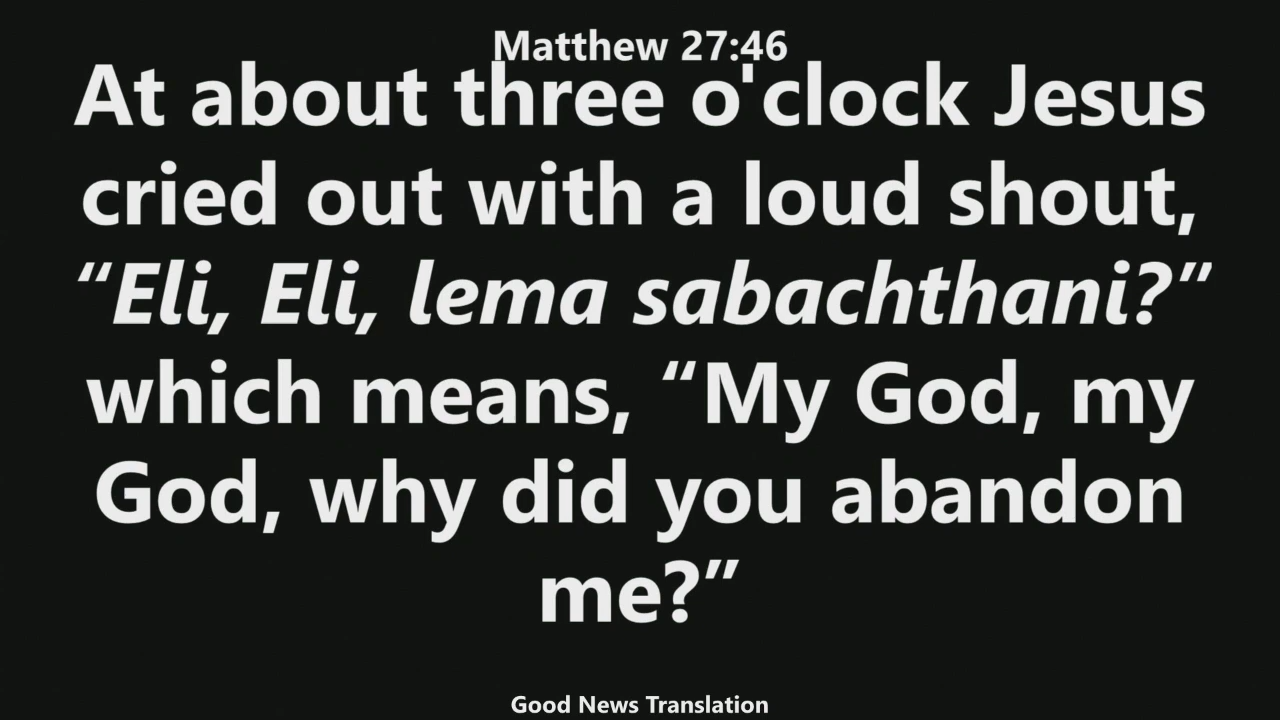 Matthew 27:46
At about three o'clock Jesus
cried out with a loud shout,
“Eli, Eli, lema sabachthani?”
which means, “My God, my
God, why did you abandon
me?”
Good News Translation